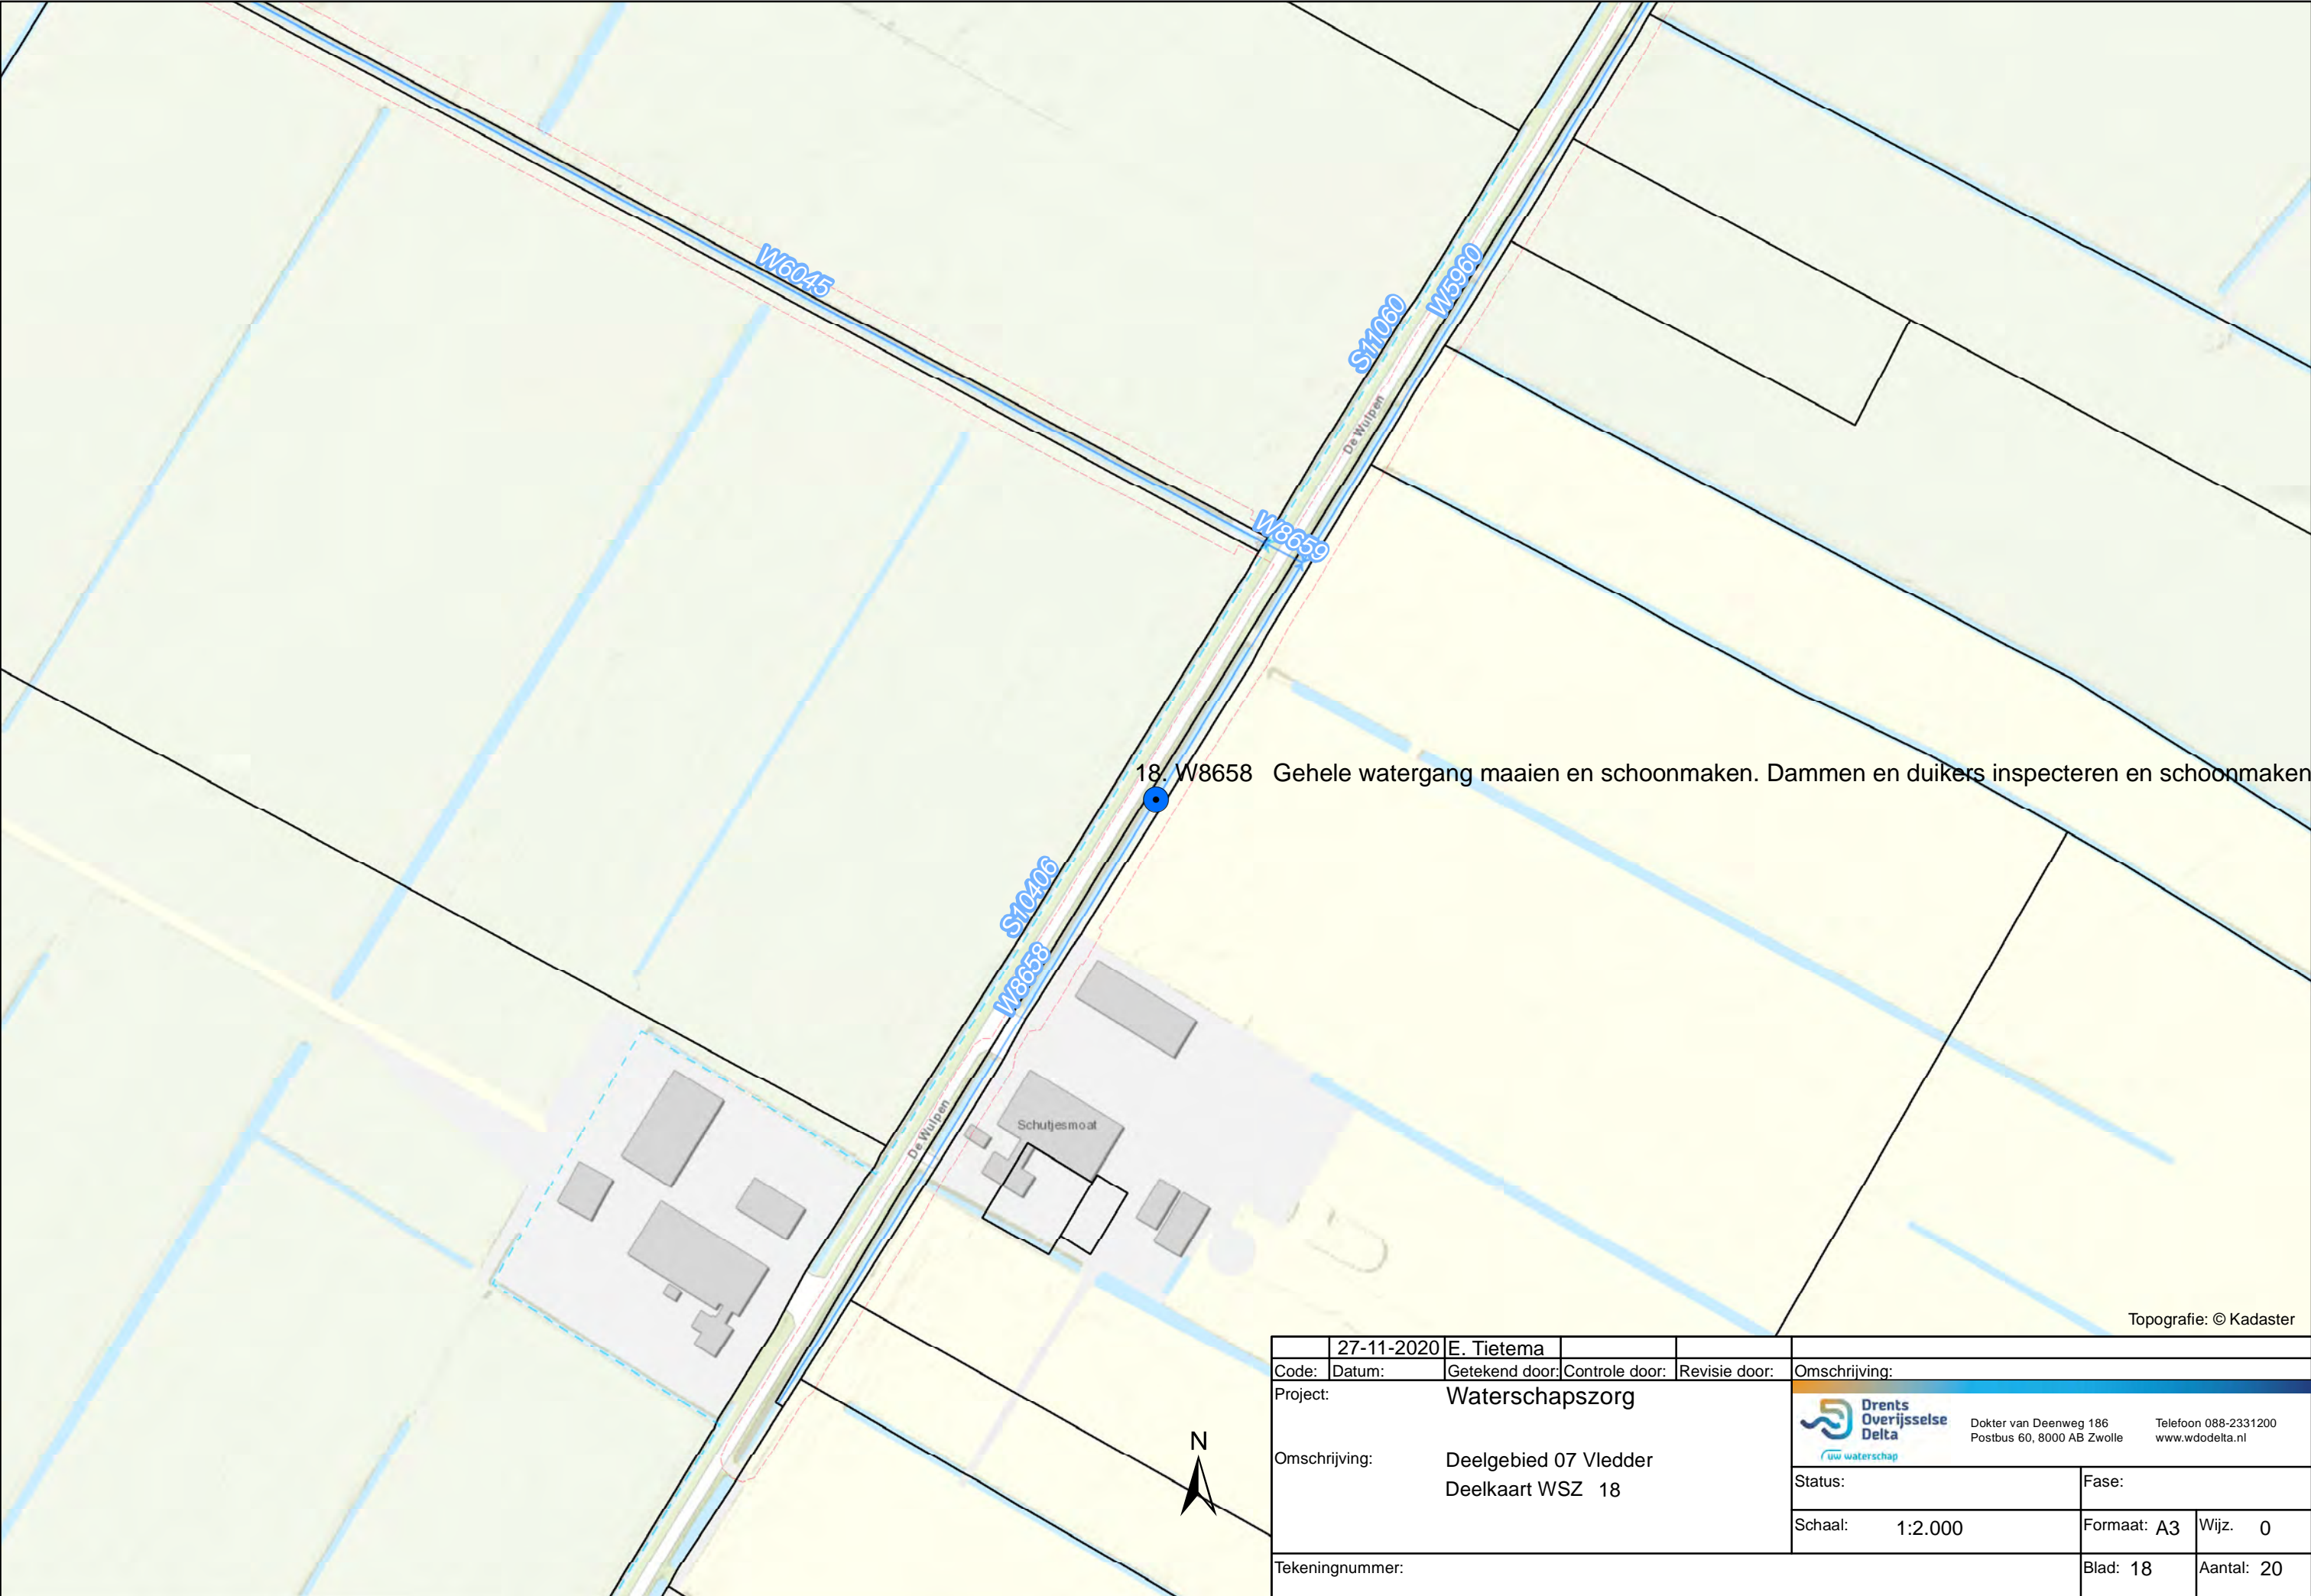 W6045
S11060
W5960
De Wulpen
W8659
18. W8658 Gehele watergang maaien en schoonmaken. Dammen en duikers inspecteren en schoonmaken
S10406
W8658
De Wulpen
Schutjesmoat
Topografie: © Kadaster
27-11-2020 E. Tietema
Code: Datum: Getekend door: Controle door: Revisie door: Omschrijving:
Project: Waterschapszorg
Drents
Overijsselse
Delta
uw waterschap
Dokter van Deenweg 186 Telefoon 088-2331200
Postbus 60, 8000 AB Zwolle www.wdodelta.nl
Omschrijving: Deelgebied 07 Vledder
Deelkaart WSZ 18
Status: Fase:
Schaal: 1:2.000 Formaat: A3 Wijz. 0
Tekeningnummer: Blad: 18 Aantal: 20
N